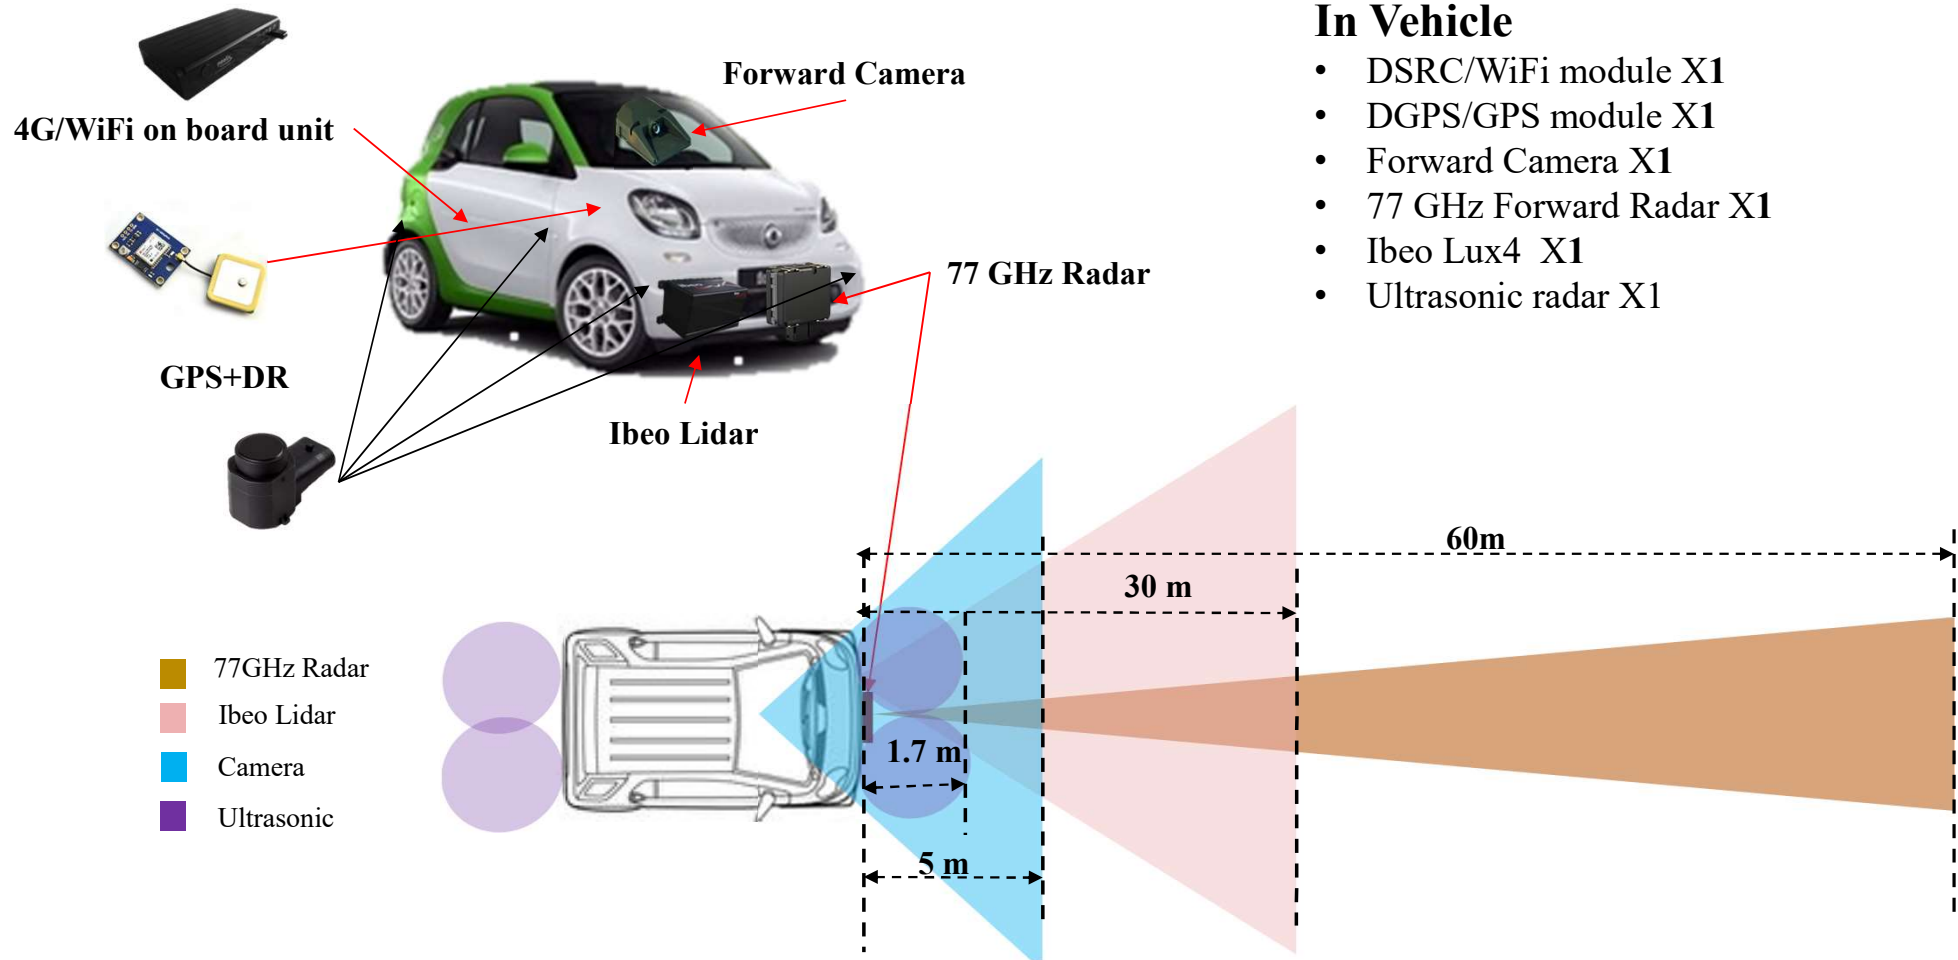 In Vehicle
• DSRC/WiFi module X1
• DGPS/GPS module X1
• Forward Camera X1
• 77 GHz Forward Radar X1
• Ibeo Lux4  X1
• Ultrasonic radar X1
Forward Camera
4G/WiFi on board unit
77 GHz Radar
GPS+DR
Ibeo Lidar
60m
30 m
1.7 m
5 m
77GHz Radar
Ibeo Lidar
Camera
Ultrasonic